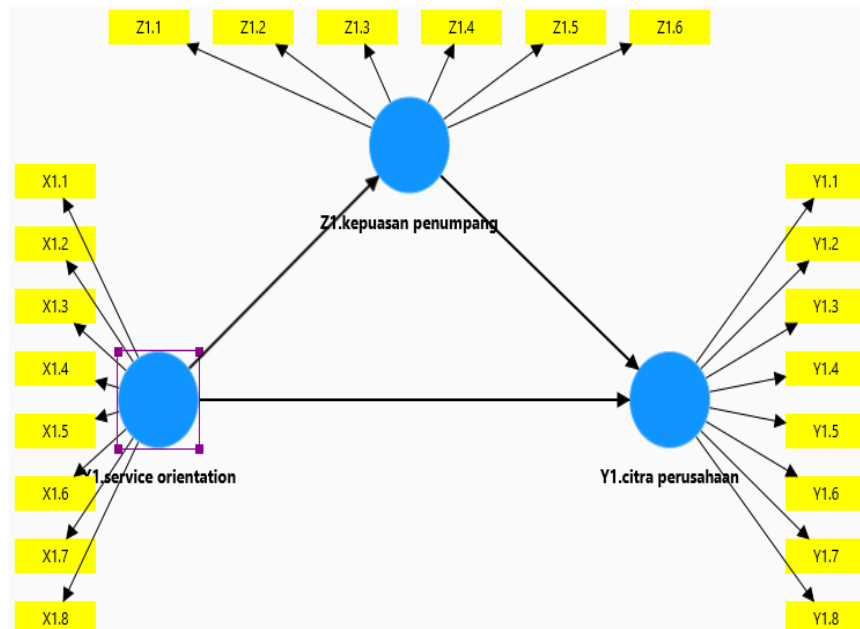 Z1.1
Z1.2
Z1.3
Z1.4
Z1.5
Z1.6
Z1.kepuasan penumpang
X1.1
X1.2
X1.3
X1.4
X1.5
X1.6
X1.7
X1.8
X1.service orientation
Y1.citra perusahaan
Y1.1
Y1.2
Y1.3
Y1.4
Y1.5
Y1.6
Y1.7
Y1.8